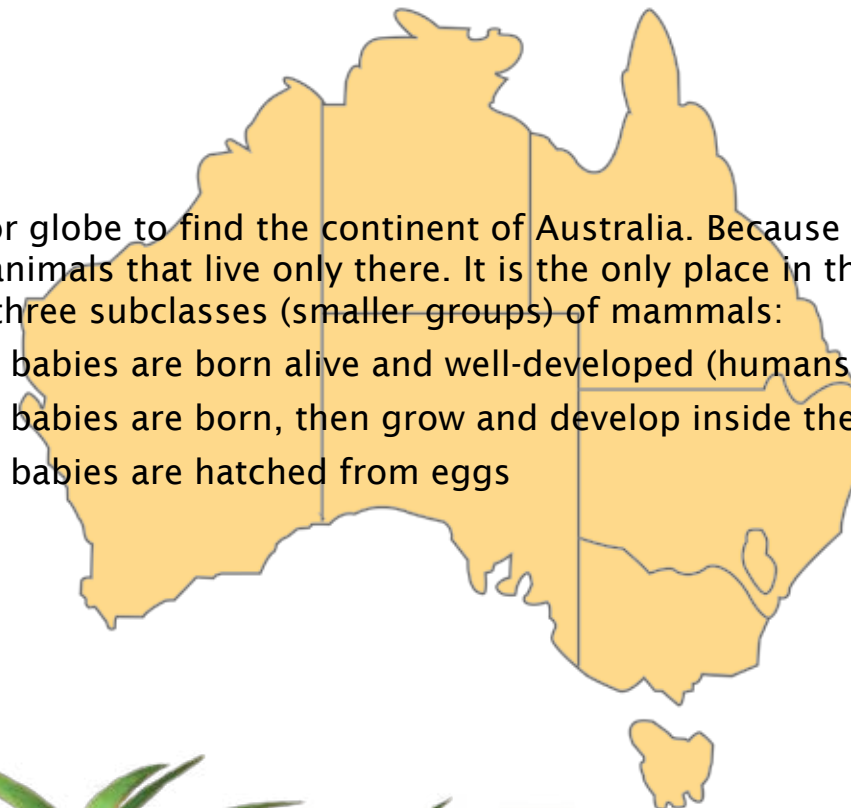 or globe to find the continent of Australia. Because
animals that live only there. It is the only place in th
three subclasses (smaller groups) of mammals:
babies are born alive and well-developed (humans
babies are born, then grow and develop inside the
babies are hatched from eggs